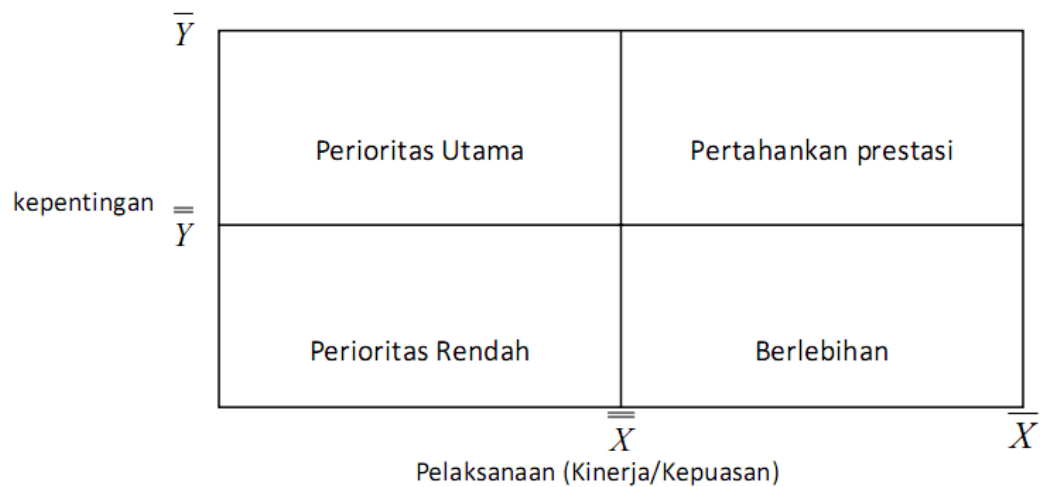 Y̅
Perioritas Utama
Pertahankan prestasi
kepentingan
Y̿
Perioritas Rendah
Berlebihan
X̿
X̅
Pelaksanaan (Kinerja/Kepuasan)